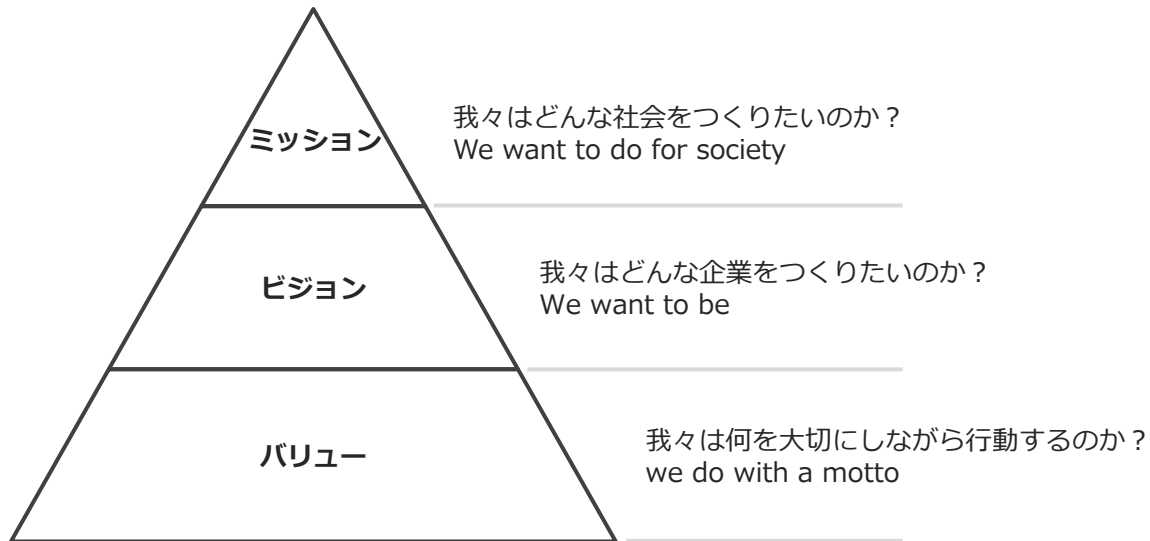 ミッション
我々はどんな社会をつくりたいのか？
We want to do for society
ビジョン
我々はどんな企業をつくりたいのか？
We want to be
バリュー
我々は何を大切にしながら行動するのか？
we do with a motto